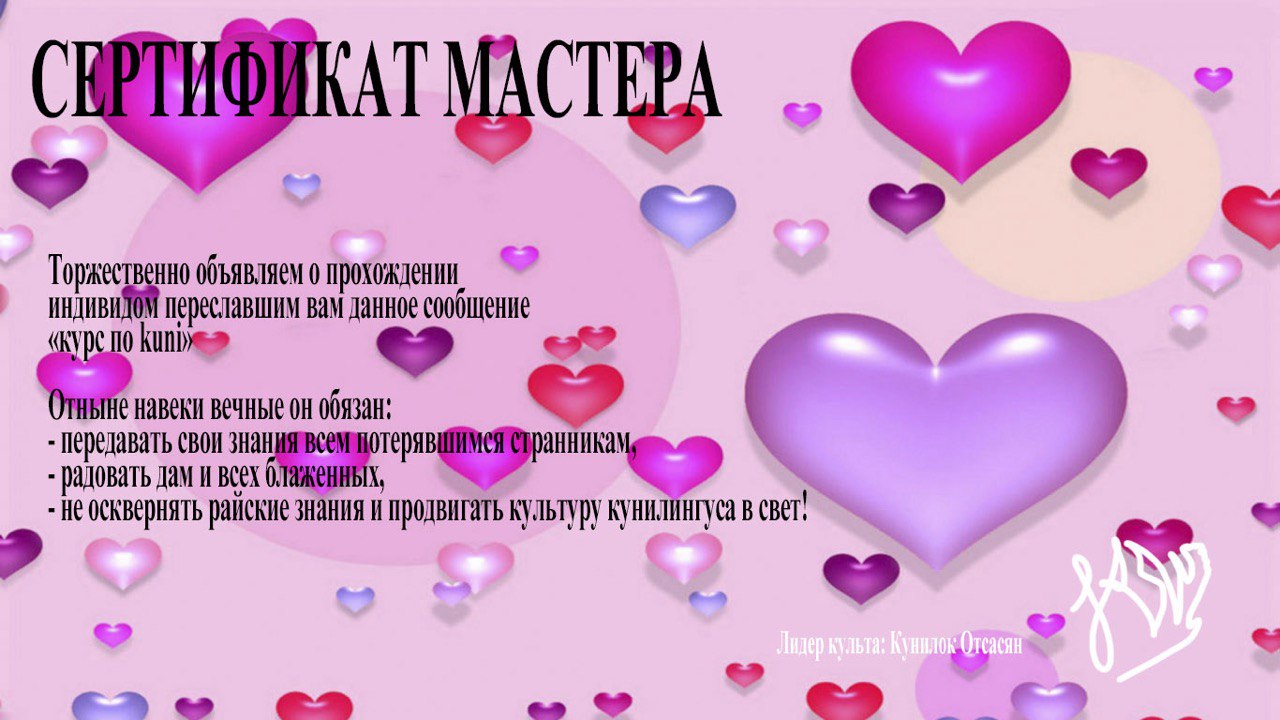 СЕРТИФИКАТ МАСТЕРА
Торжественно объявляем о прохождении
индивидом переславшим вам данное сообщение
«курс по kuni»
Отныне навеки вечные он обязан:
- передавать свои знания всем потерявшимся странникам,
- радовать дам и всех блаженных,
- не осквернять райские знания и продвигать культуру кунилингуса в свет!
Лидер культа: Кунилок Отсасян